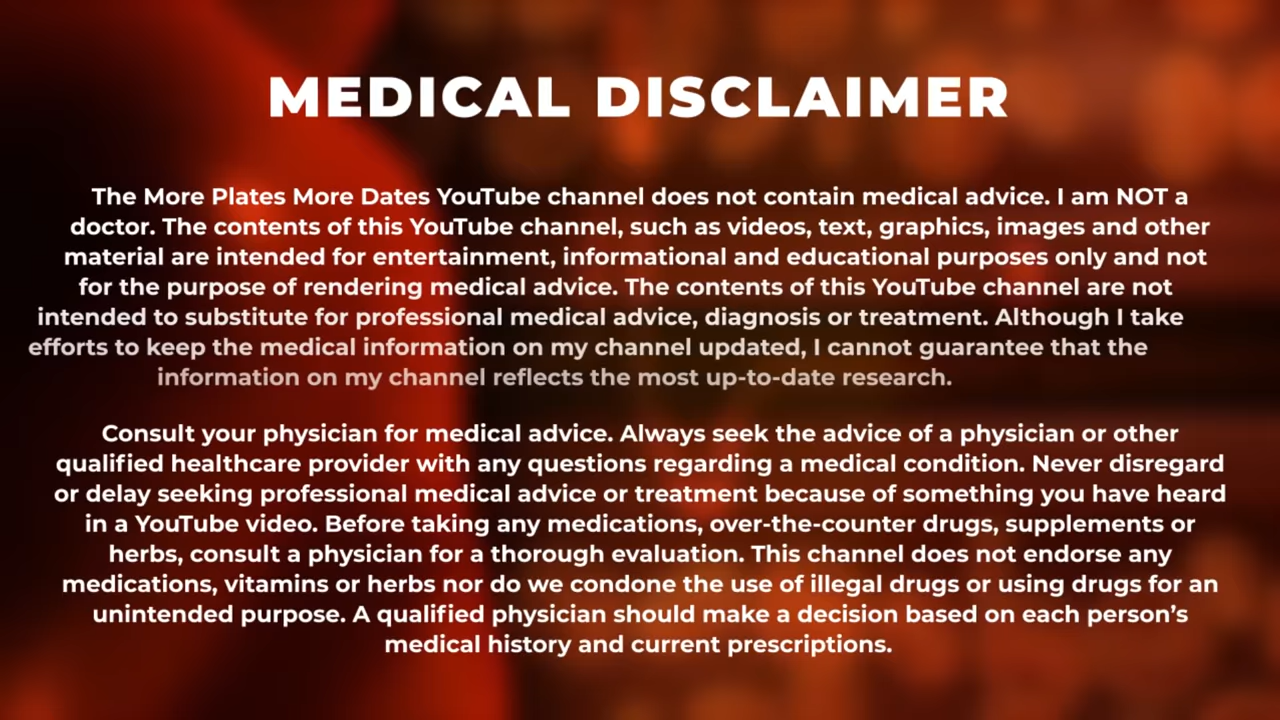 MEDICAL DISCLAIMER
The More Plates More Dates YouTube channel does not contain medical advice. I am NOT a
doctor. The contents of this YouTube channel, such as videos, text, graphics, images and other
material are intended for entertainment, informational and educational purposes only and not
for the purpose of rendering medical advice. The contents of this YouTube channel are not
intended to substitute for professional medical advice, diagnosis or treatment. Although I take
efforts to keep the medical information on my channel updated, I cannot guarantee that the
information on my channel reflects the most up-to-date research.
Consult your physician for medical advice. Always seek the advice of a physician or other
qualified healthcare provider with any questions regarding a medical condition. Never disregard
or delay seeking professional medical advice or treatment because of something you have heard
in a YouTube video. Before taking any medications, over-the-counter drugs, supplements or
herbs, consult a physician for a thorough evaluation. This channel does not endorse any
medications, vitamins or herbs nor do we condone the use of illegal drugs or using drugs for an
unintended purpose. A qualified physician should make a decision based on each person’s
medical history and current prescriptions.